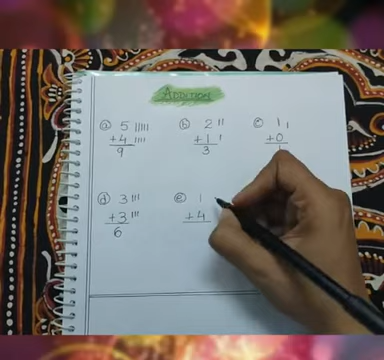 Addition
(a) 5 (b) 2 (c) 1
+4 +1 +0
9 3
(d) 3 (e) 1
+3 +4
6